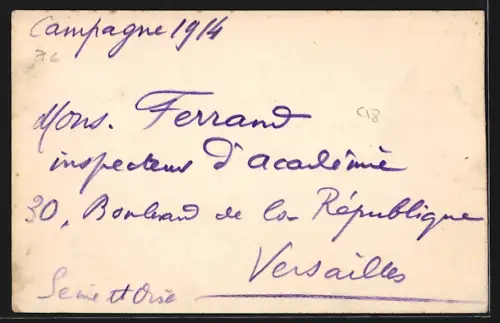 Campagne 1914
Mons. Ferrand
inspecteur d'académie
30, Boulevard de la République
Versailles
Seine et Oise